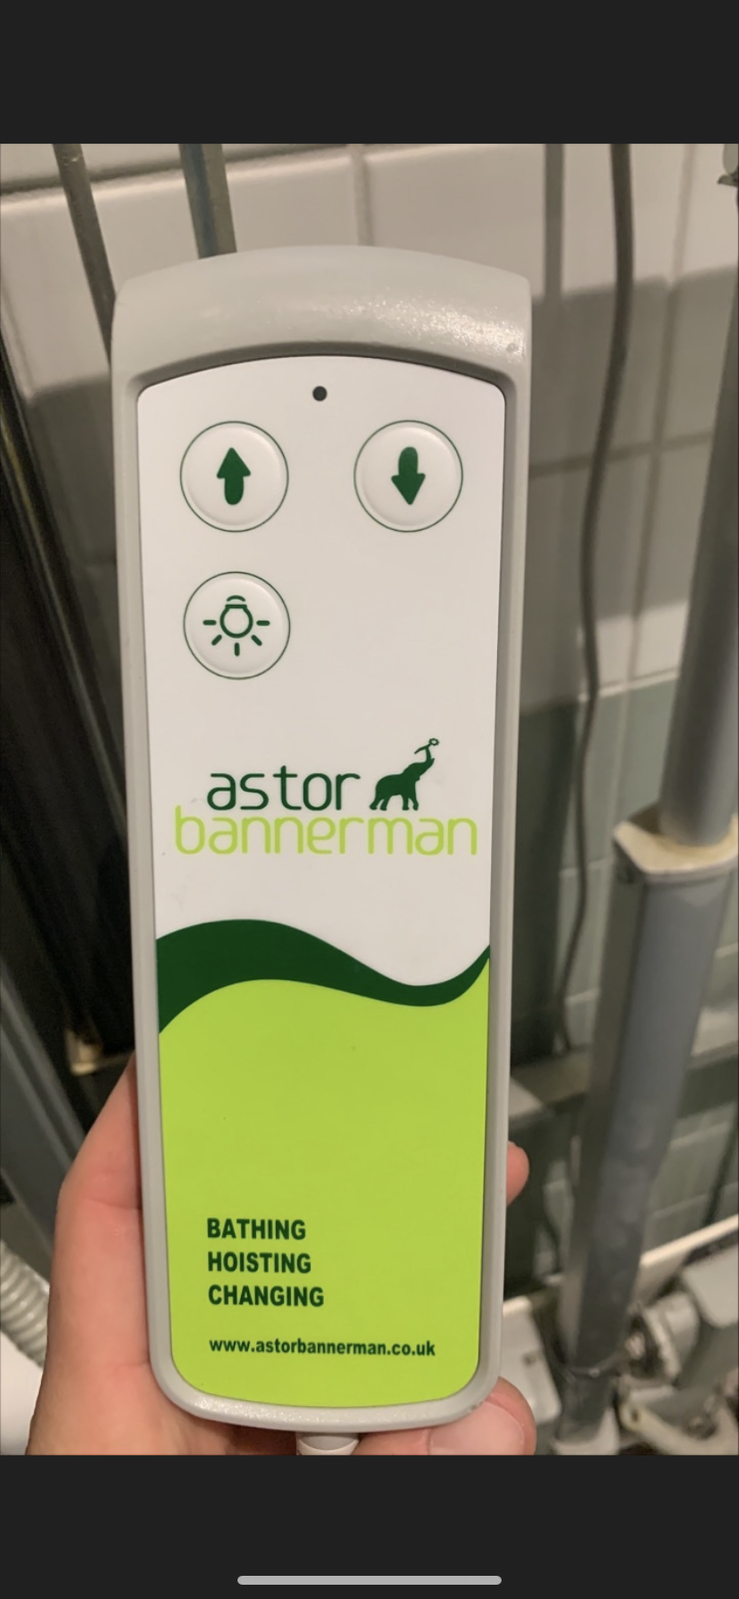 astor
bannerman
BATHING
HOISTING
CHANGING
www.astorbannerman.co.uk